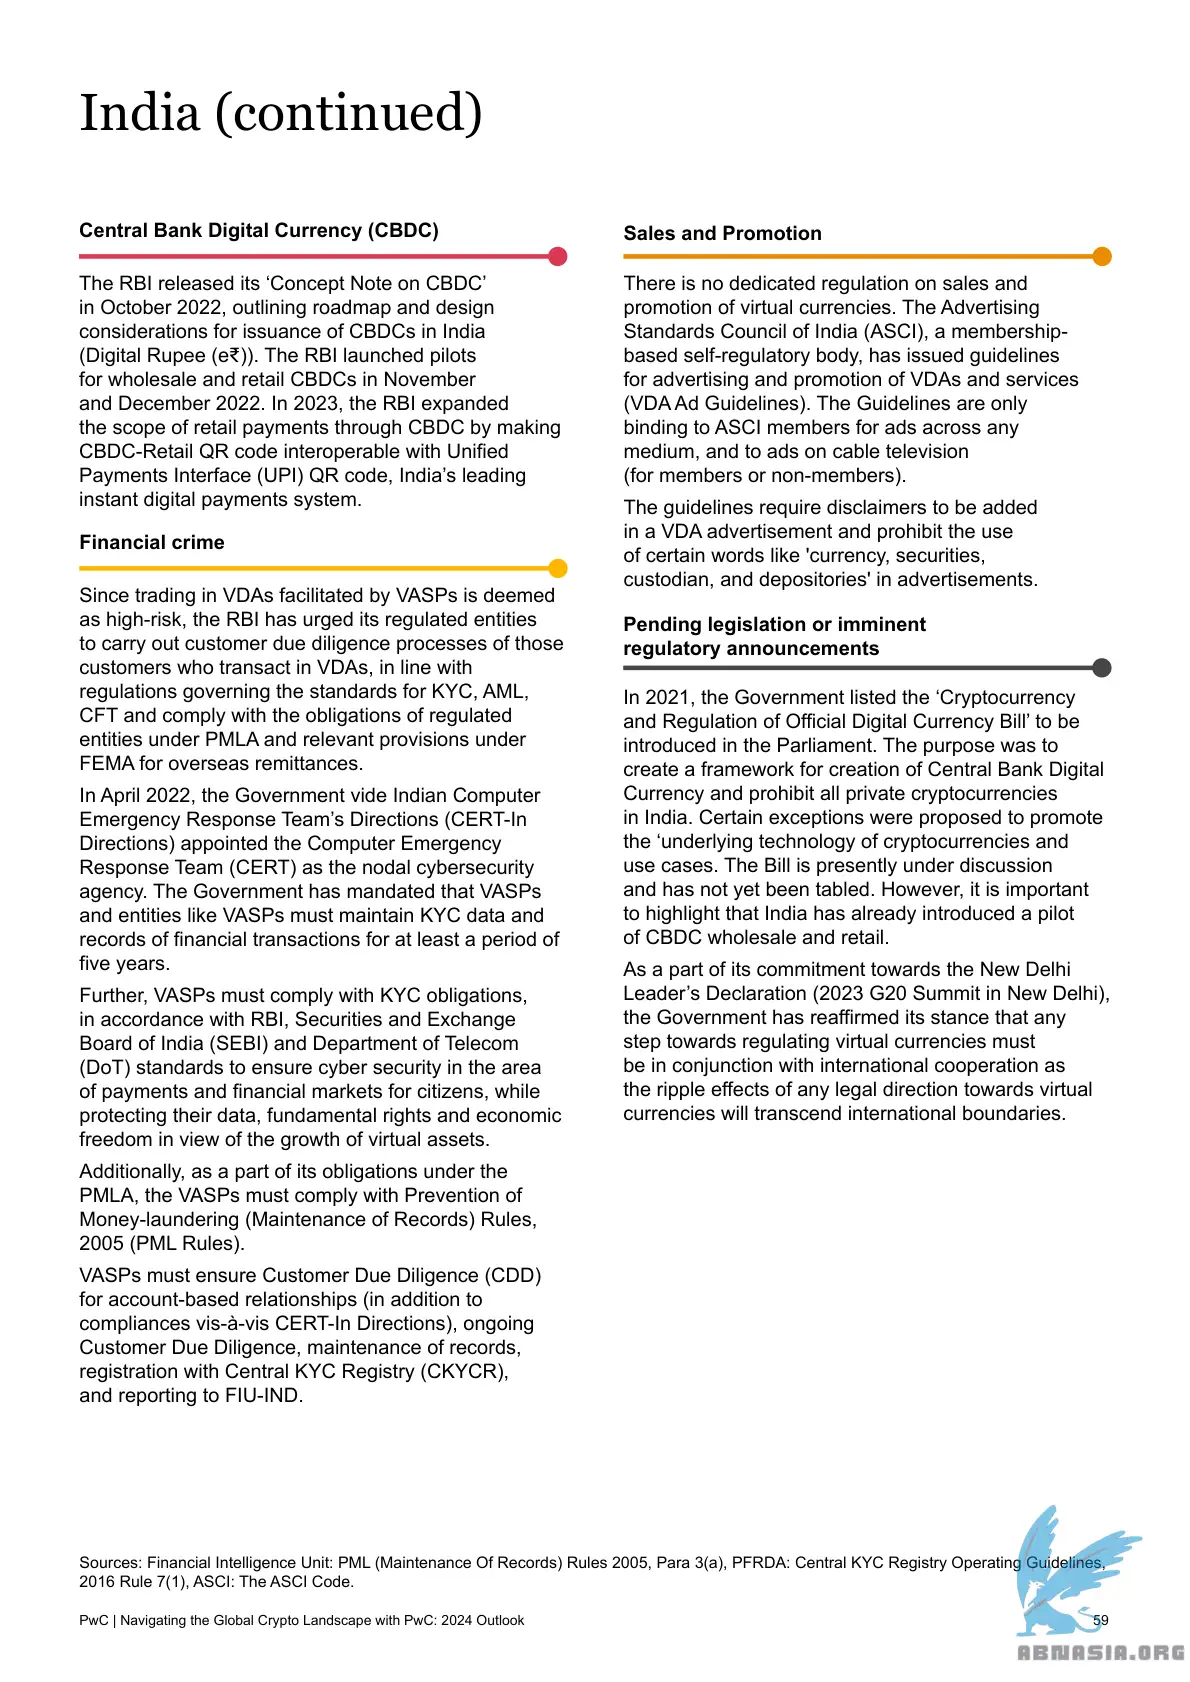 India (continued)
Central Bank Digital Currency (CBDC)
The RBI released its ‘Concept Note on CBDC’
in October 2022, outlining roadmap and design
considerations for issuance of CBDCs in India
(Digital Rupee (e₹)). The RBI launched pilots
for wholesale and retail CBDCs in November
and December 2022. In 2023, the RBI expanded
the scope of retail payments through CBDC by making
CBDC-Retail QR code interoperable with Unified
Payments Interface (UPI) QR code, India’s leading
instant digital payments system.
Financial crime
Since trading in VDAs facilitated by VASPs is deemed
as high-risk, the RBI has urged its regulated entities
to carry out customer due diligence processes of those
customers who transact in VDAs, in line with
regulations governing the standards for KYC, AML,
CFT and comply with the obligations of regulated
entities under PMLA and relevant provisions under
FEMA for overseas remittances.
In April 2022, the Government vide Indian Computer
Emergency Response Team’s Directions (CERT-In
Directions) appointed the Computer Emergency
Response Team (CERT) as the nodal cybersecurity
agency. The Government has mandated that VASPs
and entities like VASPs must maintain KYC data and
records of financial transactions for at least a period of
five years.
Further, VASPs must comply with KYC obligations,
in accordance with RBI, Securities and Exchange
Board of India (SEBI) and Department of Telecom
(DoT) standards to ensure cyber security in the area
of payments and financial markets for citizens, while
protecting their data, fundamental rights and economic
freedom in view of the growth of virtual assets.
Additionally, as a part of its obligations under the
PMLA, the VASPs must comply with Prevention of
Money-laundering (Maintenance of Records) Rules,
2005 (PML Rules).
VASPs must ensure Customer Due Diligence (CDD)
for account-based relationships (in addition to
compliances vis-à-vis CERT-In Directions), ongoing
Customer Due Diligence, maintenance of records,
registration with Central KYC Registry (CKYCR),
and reporting to FIU-IND.
Sales and Promotion
There is no dedicated regulation on sales and
promotion of virtual currencies. The Advertising
Standards Council of India (ASCI), a membership-
based self-regulatory body, has issued guidelines
for advertising and promotion of VDAs and services
(VDA Ad Guidelines). The Guidelines are only
binding to ASCI members for ads across any
medium, and to ads on cable television
(for members or non-members).
The guidelines require disclaimers to be added
in a VDA advertisement and prohibit the use
of certain words like 'currency, securities,
custodian, and depositories' in advertisements.
Pending legislation or imminent
regulatory announcements
In 2021, the Government listed the ‘Cryptocurrency
and Regulation of Official Digital Currency Bill’ to be
introduced in the Parliament. The purpose was to
create a framework for creation of Central Bank Digital
Currency and prohibit all private cryptocurrencies
in India. Certain exceptions were proposed to promote
the ‘underlying technology of cryptocurrencies and
use cases. The Bill is presently under discussion
and has not yet been tabled. However, it is important
to highlight that India has already introduced a pilot
of CBDC wholesale and retail.
As a part of its commitment towards the New Delhi
Leader’s Declaration (2023 G20 Summit in New Delhi),
the Government has reaffirmed its stance that any
step towards regulating virtual currencies must
be in conjunction with international cooperation as
the ripple effects of any legal direction towards virtual
currencies will transcend international boundaries.
Sources: Financial Intelligence Unit: PML (Maintenance Of Records) Rules 2005, Para 3(a), PFRDA: Central KYC Registry Operating Guidelines,
2016 Rule 7(1), ASCI: The ASCI Code.
PwC | Navigating the Global Crypto Landscape with PwC: 2024 Outlook
59
ABNASIA.ORG